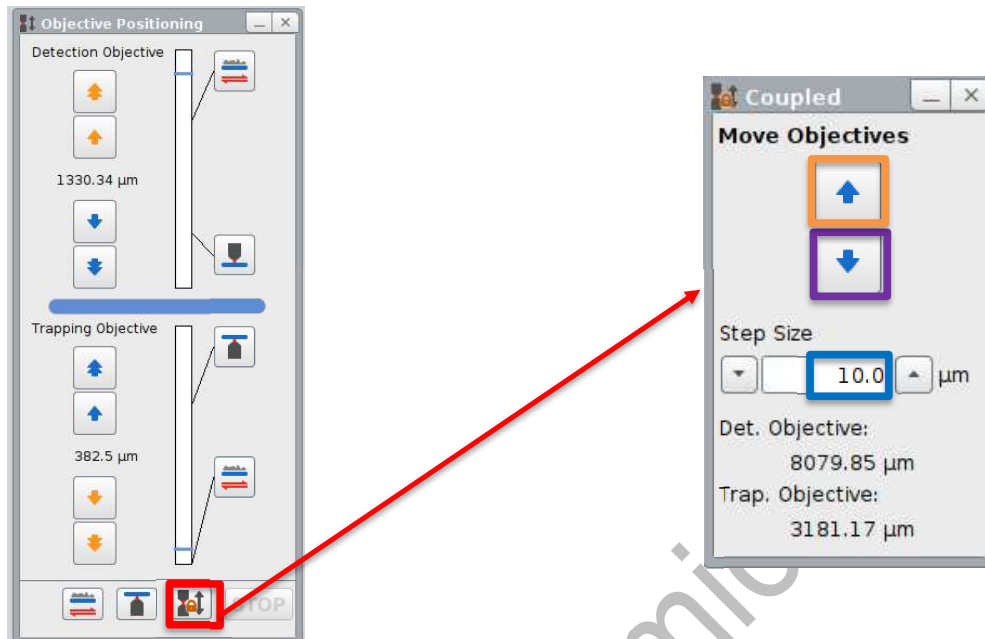 Objective Positioning
Detection Objective
1330.34 µm
Trapping Objective
382.5 µm
STOP
Coupled
Move Objectives
Step Size
10.0 µm
Det. Objective:
8079.85 µm
Trap. Objective:
3181.17 µm